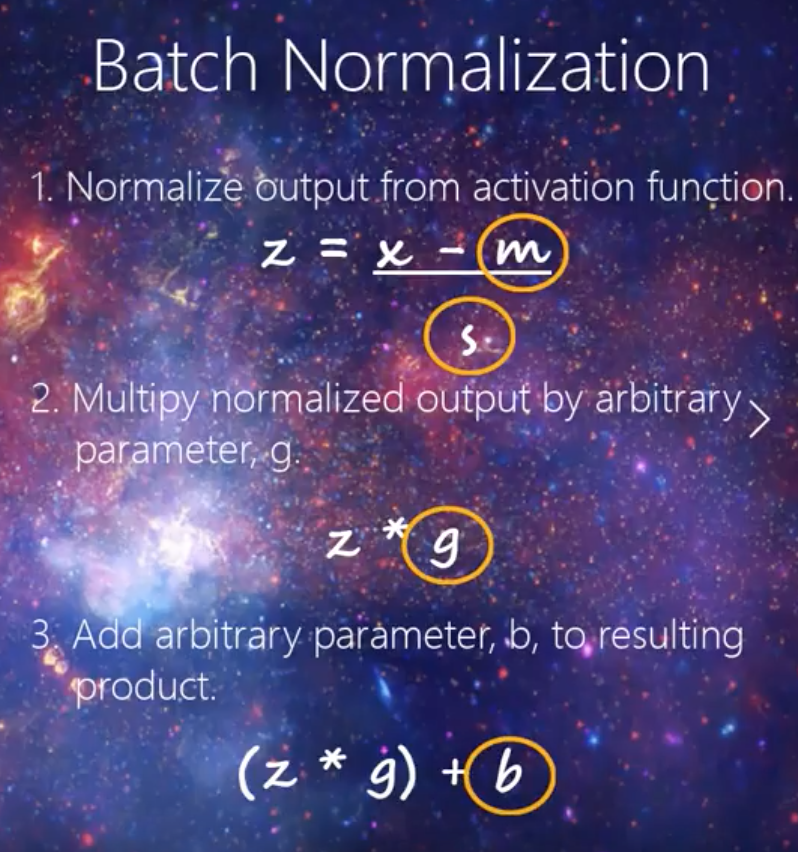 Batch Normalization
1. Normalize output from activation function.
z = x - m
s
2. Multipy normalized output by arbitrary
parameter, g.
z * g
3. Add arbitrary parameter, b, to resulting
product.
(z * g) + b